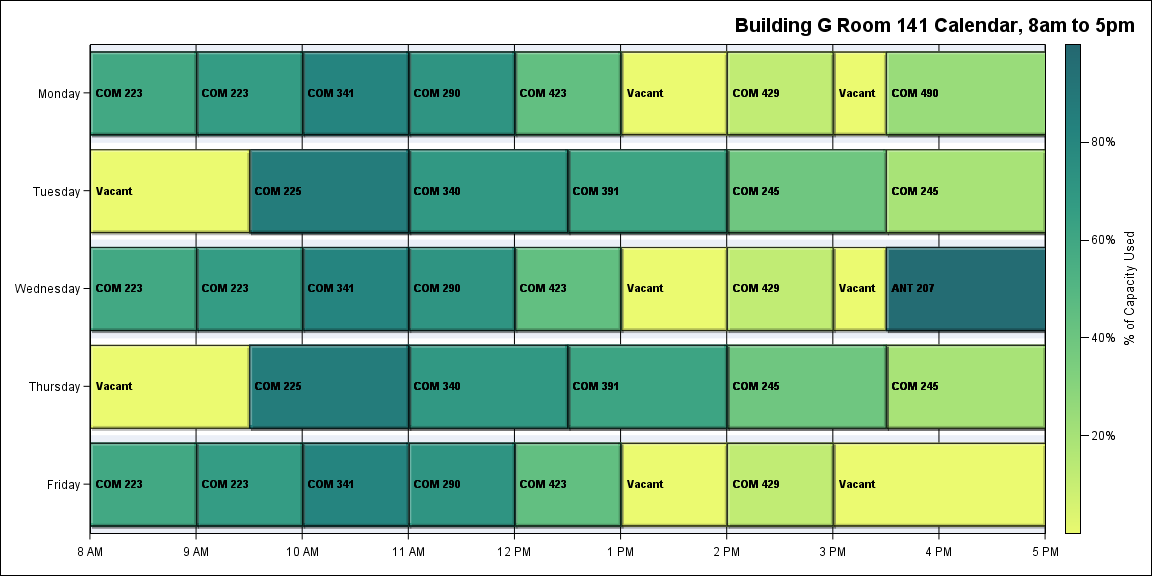 Building G Room 141 Calendar, 8am to 5pm
Monday
COM 223
COM 223
COM 341
COM 290
COM 423
Vacant
COM 429
Vacant
COM 490
Tuesday
Vacant
COM 225
COM 340
COM 391
COM 245
COM 245
Wednesday
COM 223
COM 223
COM 341
COM 290
COM 423
Vacant
COM 429
Vacant
ANT 207
Thursday
Vacant
COM 225
COM 340
COM 391
COM 245
COM 245
Friday
COM 223
COM 223
COM 341
COM 290
COM 423
Vacant
COM 429
Vacant
8 AM
9 AM
10 AM
11 AM
12 PM
1 PM
2 PM
3 PM
4 PM
5 PM
80%
60%
40%
20%
% of Capacity Used